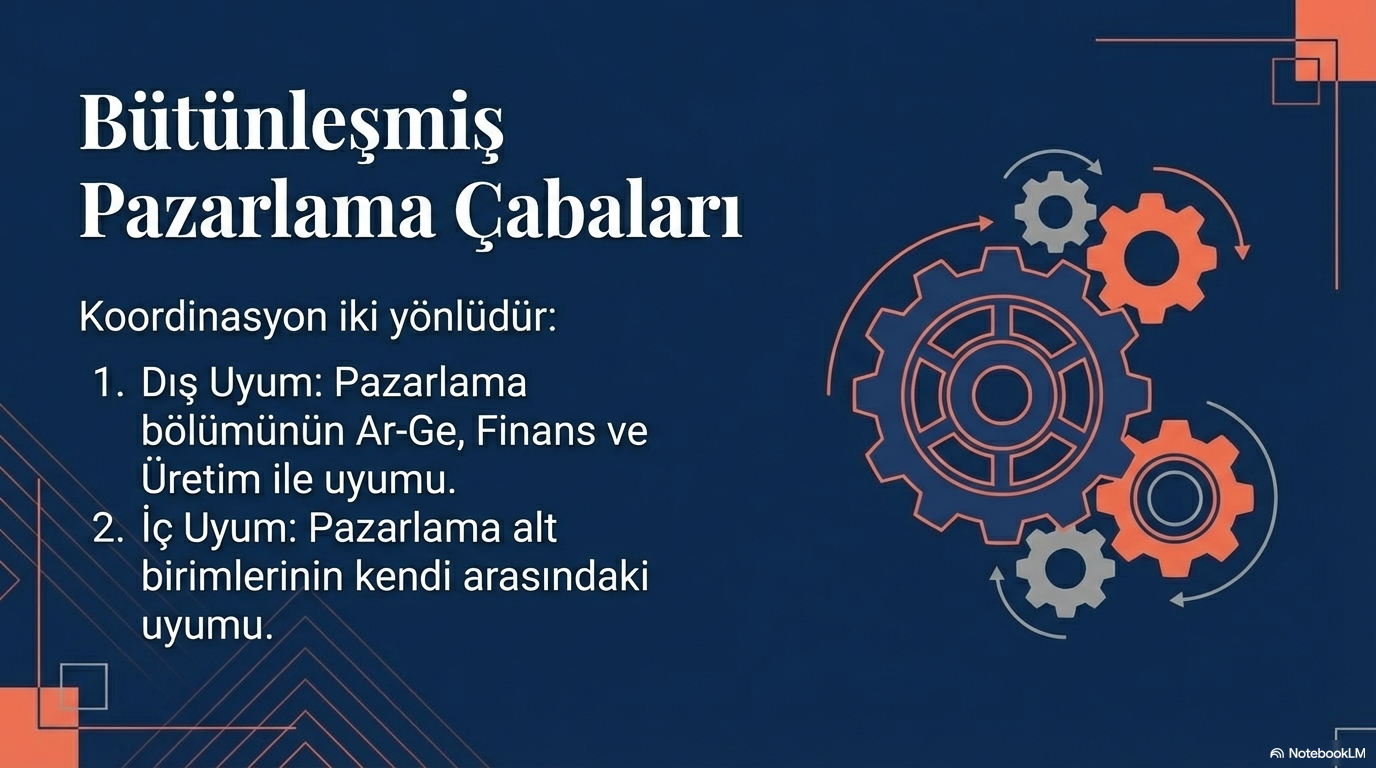 Bütünleşmiş
Pazarlama Çabaları
Koordinasyon iki yönlüdür:
1. Dış Uyum: Pazarlama
bölümünün Ar-Ge, Finans ve
Üretim ile uyumu.
2. İç Uyum: Pazarlama alt
birimlerinin kendi arasındaki
uyumu.
NotebookLM